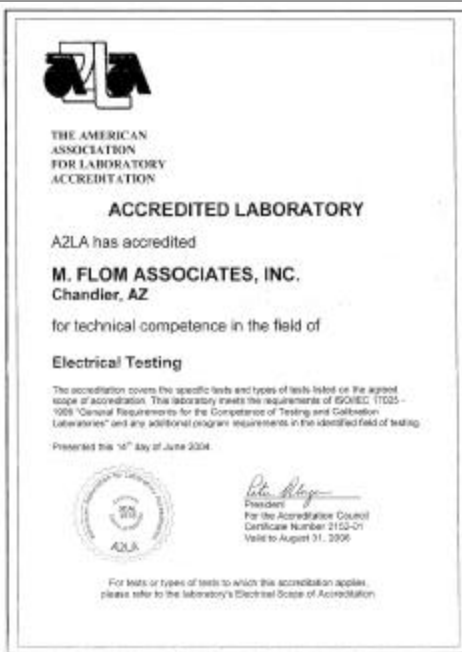 A2LA
THE AMERICAN
ASSOCIATION
FOR LABORATORY
ACCREDITATION
ACCREDITED LABORATORY
A2LA has accredited
M. FLOM ASSOCIATES, INC.
Chandler, AZ
for technical competence in the field of
Electrical Testing
The accreditation covers the specific tests and types of tests listed on the agreed
scope of accreditation. This laboratory meets the requirements of ISO/IEC 17025 -
1999 "General Requirements for the Competence of Testing and Calibration
Laboratories" and any additional program requirements in the identified field of testing.
Presented this 14th day of June 2004.
SEAL
A2LA
President
For the Accreditation Council
Certificate Number 2152-01
Valid to August 31, 2006
For tests or types of tests to which this accreditation applies,
please refer to the laboratory's Electrical Scope of Accreditation